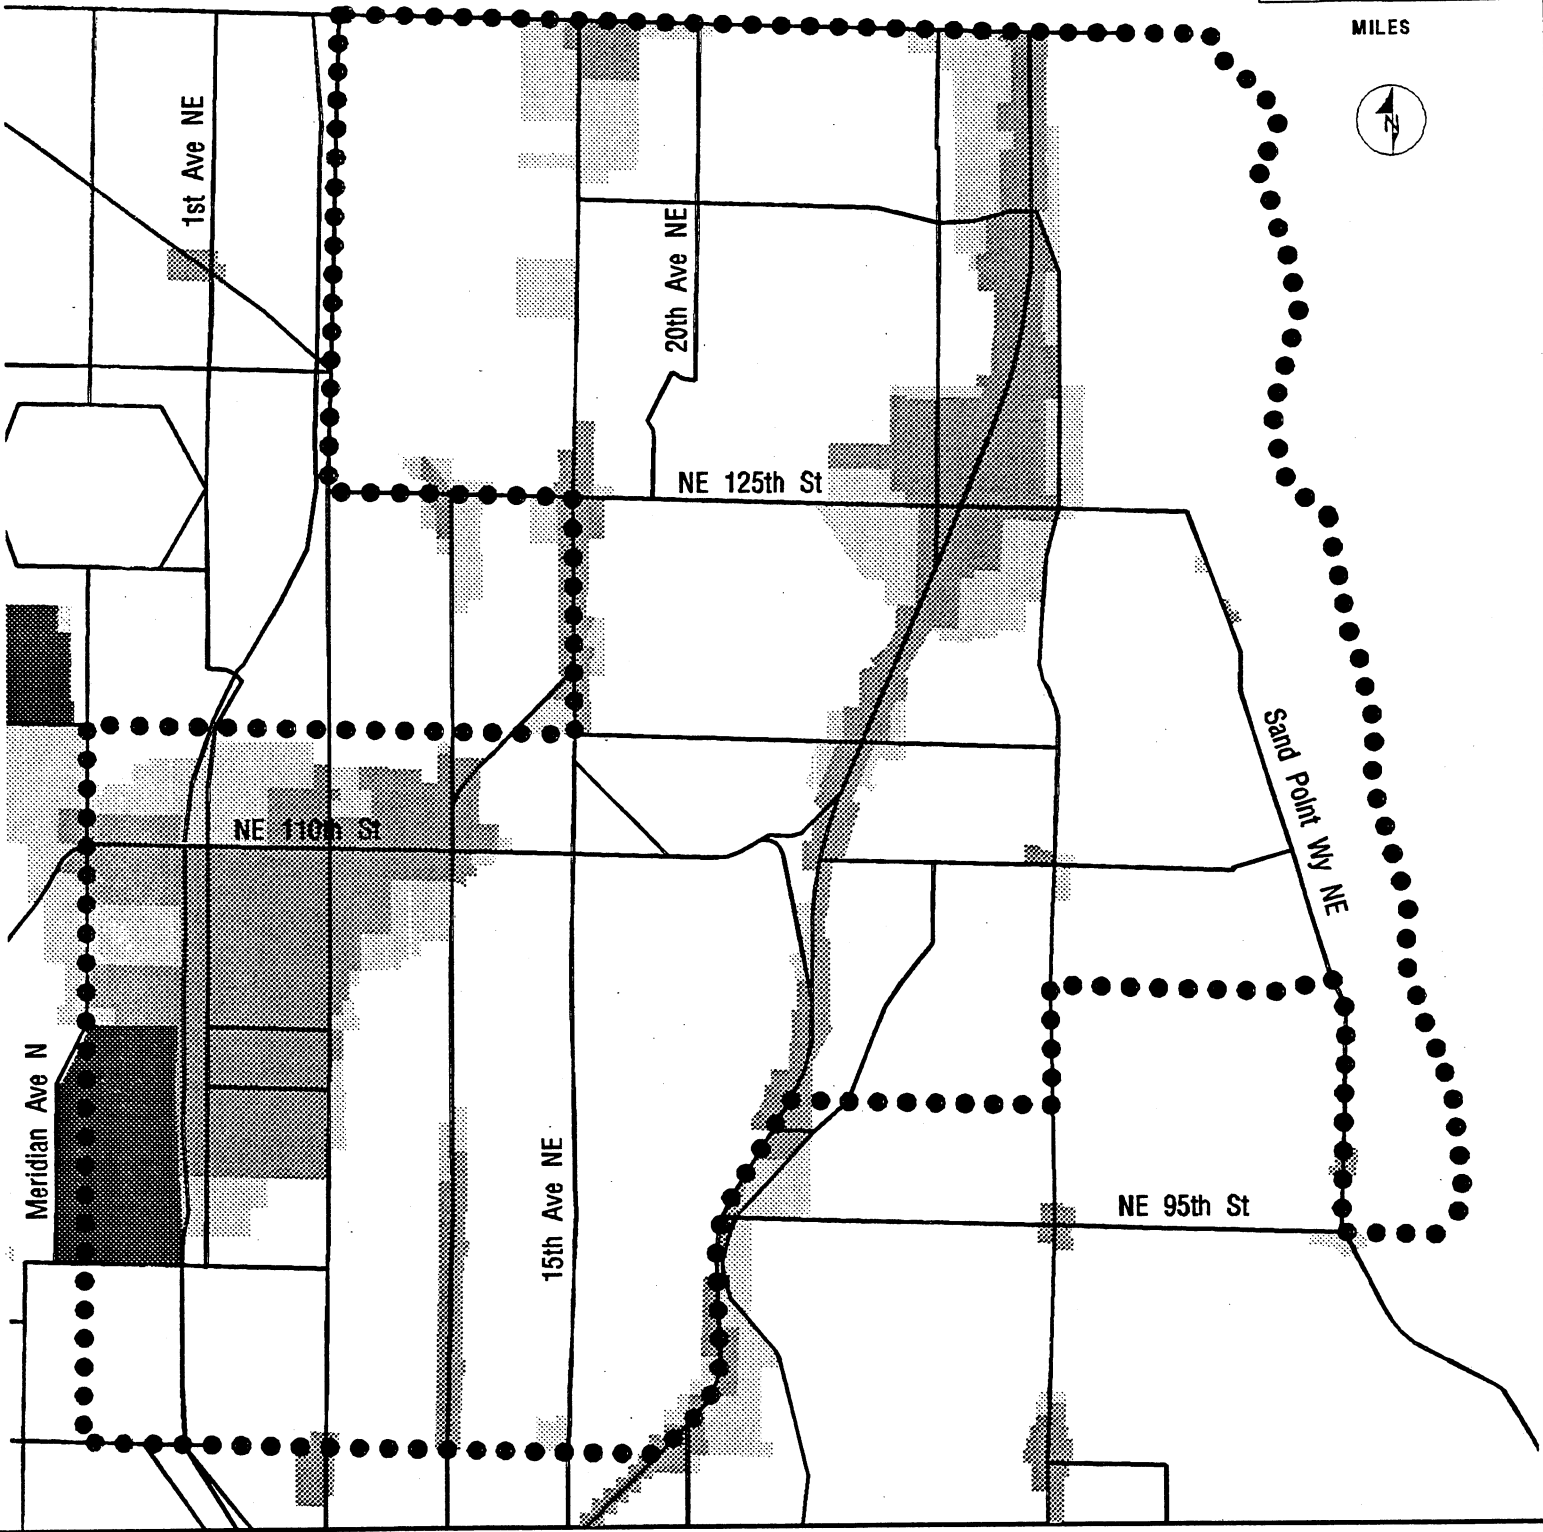 MILES
N
1st Ave NE
20th Ave NE
NE 125th St
Sand Point Wy NE
NE 110th St
Meridian Ave N
15th Ave NE
NE 95th St